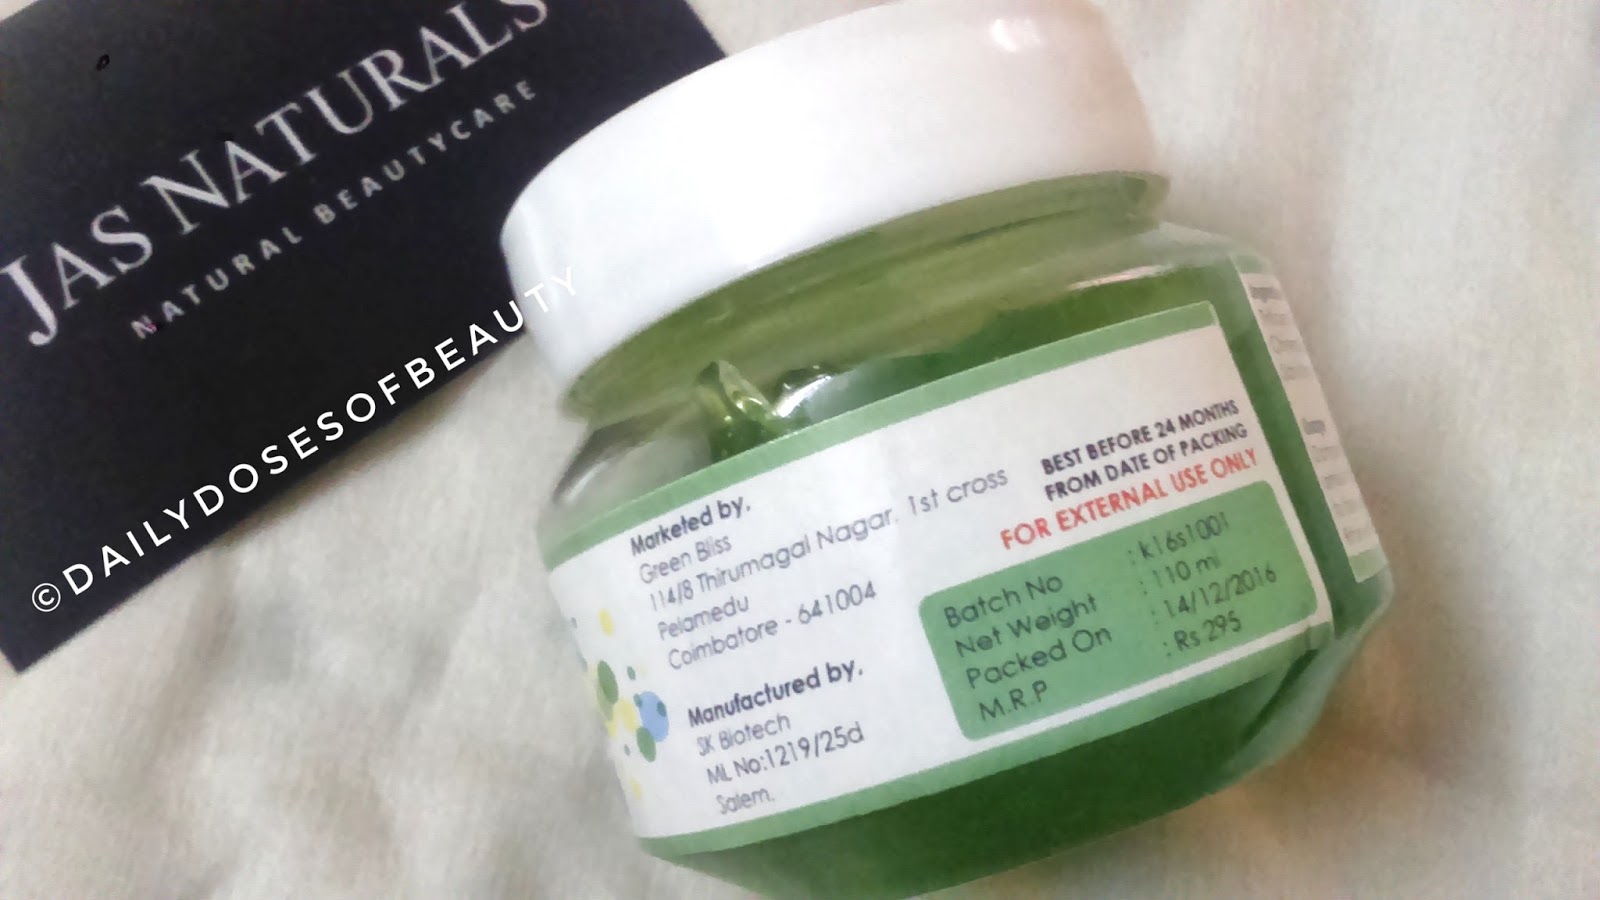 JAS NATURALS
NATURAL BEAUTYCARE
©DAILYDOSESOFBEAUTY
Marketed by.
Green Bliss
114/8 Thirumagal Nagar, 1st cross
Pelamedu
Coimbatore - 641004
Manufactured by.
SK Biotech
ML No:1219/25d
Salem.
BEST BEFORE 24 MONTHS
FROM DATE OF PACKING
FOR EXTERNAL USE ONLY
Batch No : k16s1001
Net Weight : 110 ml
Packed On : 14/12/2016
M.R.P : Rs 295